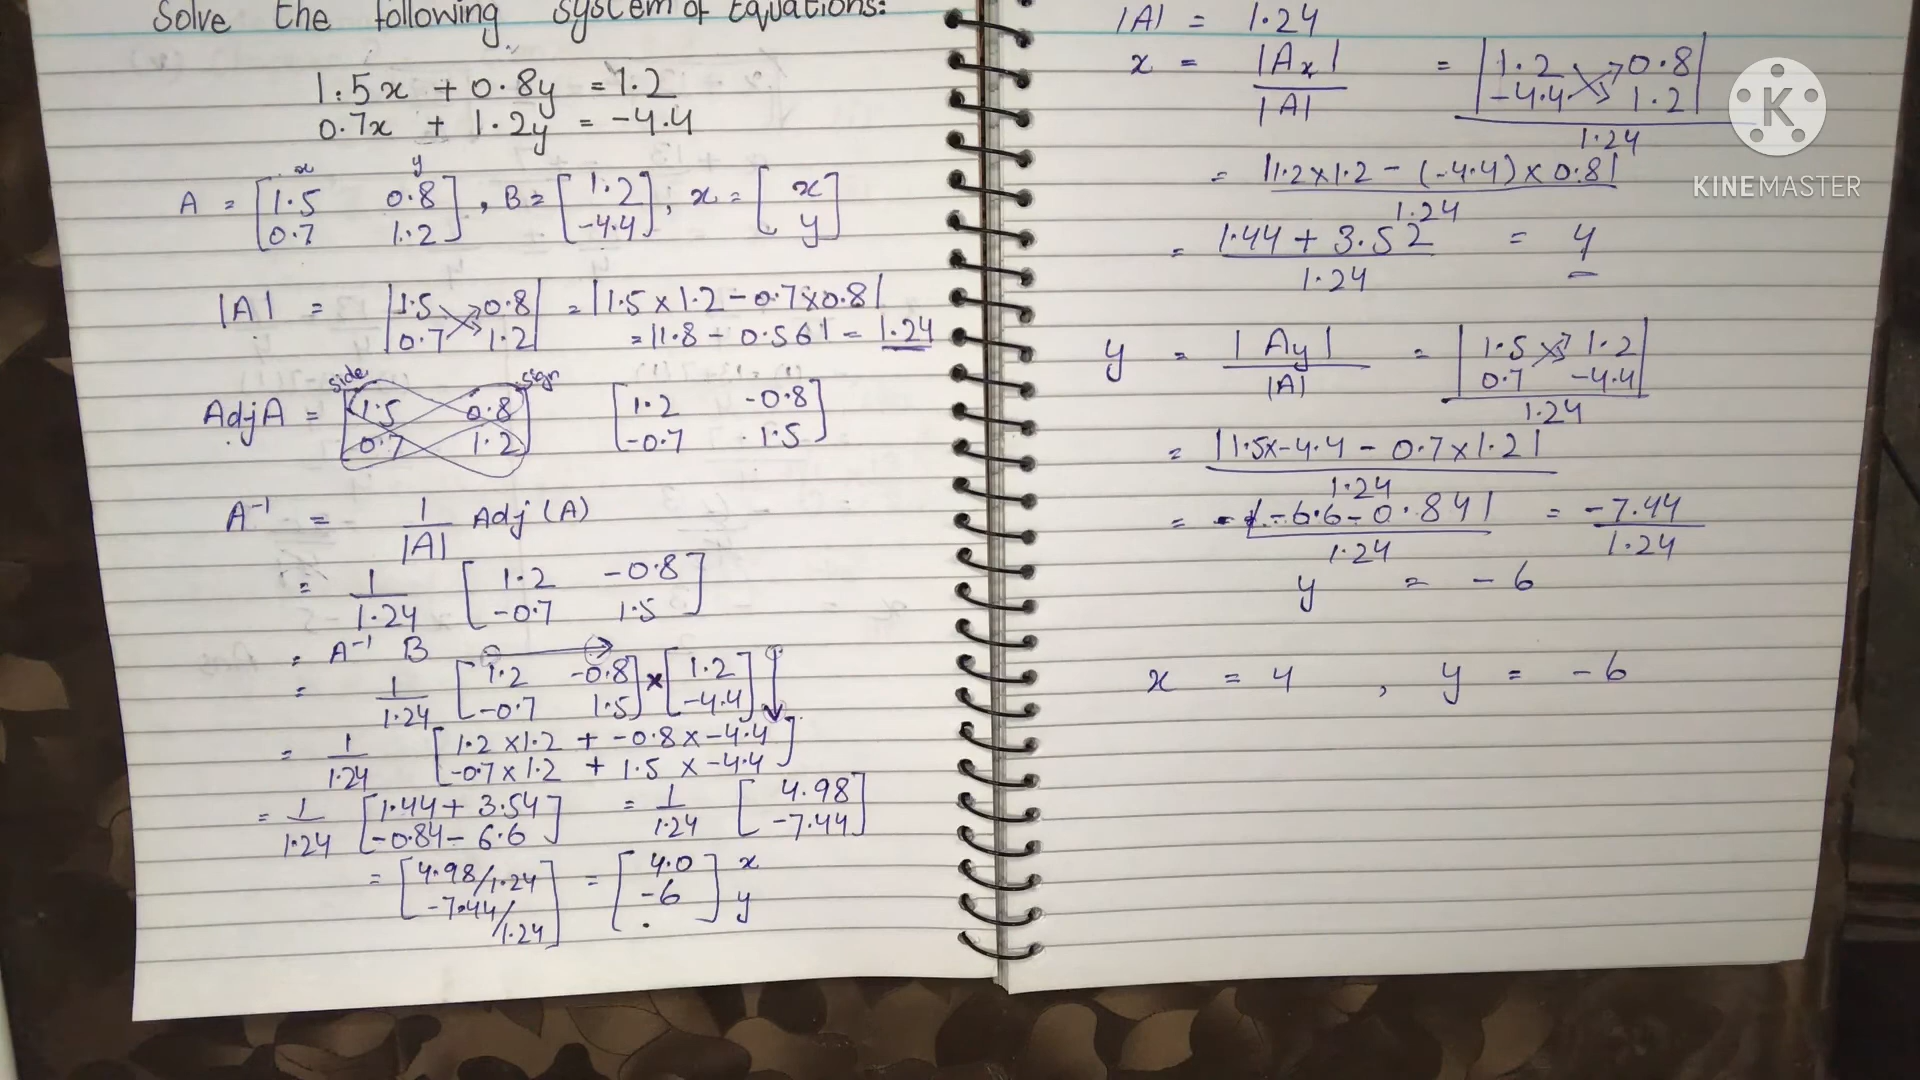 Solve the following system of Equations:
1.5x + 0.8y = 1.2
0.7x + 1.2y = -4.4
x y
A = [1.5 0.8], B = [1.2], x = [x]
[0.7 1.2] [-4.4] [y]
|A| = |1.5 0.8| = |1.5 x 1.2 - 0.7 x 0.8|
|0.7 1.2| = |1.8 - 0.56| = 1.24
side sign
Adj A = [1.5 0.8] [1.2 -0.8]
[0.7 1.2] [-0.7 1.5]
A⁻¹ = 1/|A| Adj (A)
= 1/1.24 [1.2 -0.8]
[-0.7 1.5]
= A⁻¹ B
= 1/1.24 [1.2 -0.8] x [1.2]
[-0.7 1.5] [-4.4]
= 1/1.24 [1.2 x 1.2 + -0.8 x -4.4]
[-0.7 x 1.2 + 1.5 x -4.4]
= 1/1.24 [1.44 + 3.54] = 1/1.24 [4.98]
[-0.84 - 6.6] [-7.44]
= [4.98/1.24] = [4.0] x
[-7.44/1.24] [-6] y
|A| = 1.24
x = |Ax|/|A| = |1.2 0.8|
|-4.4 1.2|
1.24
= |1.2 x 1.2 - (-4.4) x 0.8|
1.24
= 1.44 + 3.52 = 4
1.24
y = |Ay|/|A| = |1.5 1.2|
|0.7 -4.4|
1.24
= |1.5x-4.4 - 0.7 x 1.2|
1.24
= |-6.6 - 0.84| = -7.44
1.24 1.24
y = -6
x = 4, y = -6
K
KINEMASTER